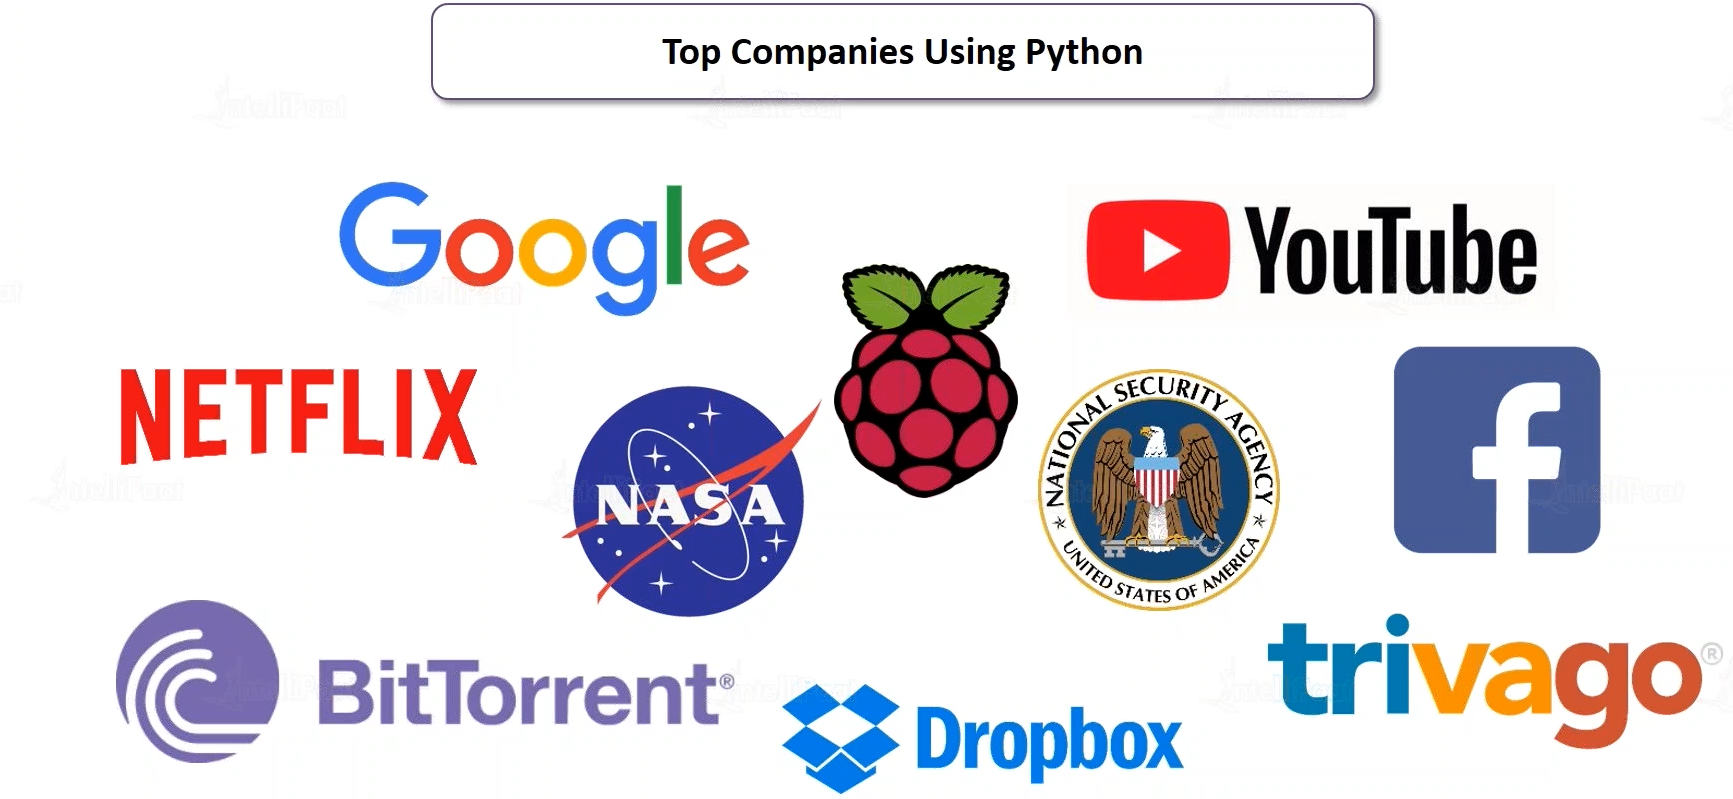 Top Companies Using Python
Google
YouTube
NETFLIX
NASA
NATIONAL SECURITY AGENCY
UNITED STATES OF AMERICA
f
BitTorrent®
Dropbox
trivago®